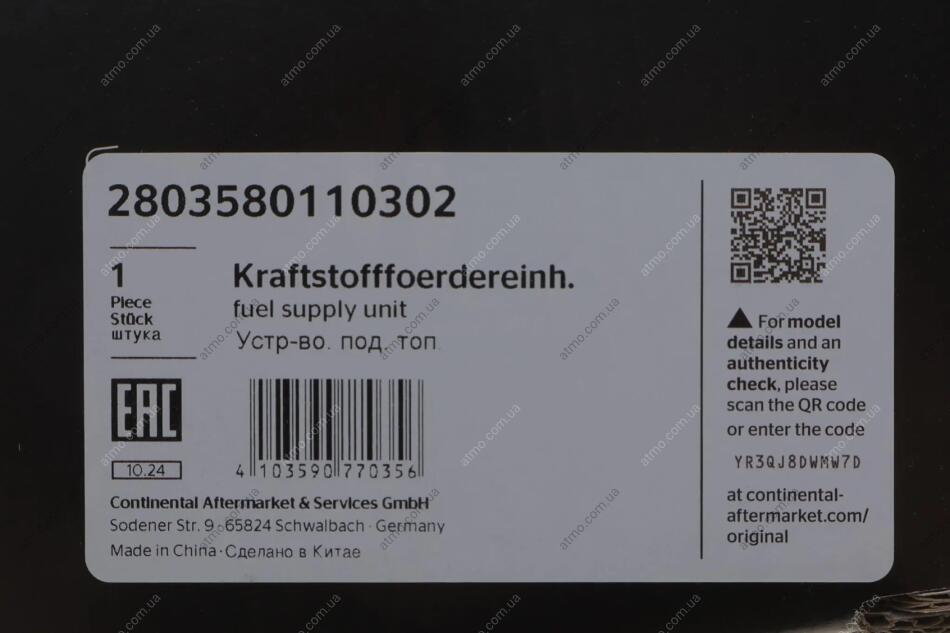 2803580110302
1
Piece
Stück
штука
Kraftstofffoerdereinh.
fuel supply unit
Устр-во. под. топ.
EAC
10.24
4 103590 770356
Continental Aftermarket & Services GmbH
Sodener Str. 9 · 65824 Schwalbach · Germany
Made in China · Сделано в Китае
For model
details and an
authenticity
check, please
scan the QR code
or enter the code
YR3QJ8DWMW7D
at continental-
aftermarket.com/
original
atmo.com.ua